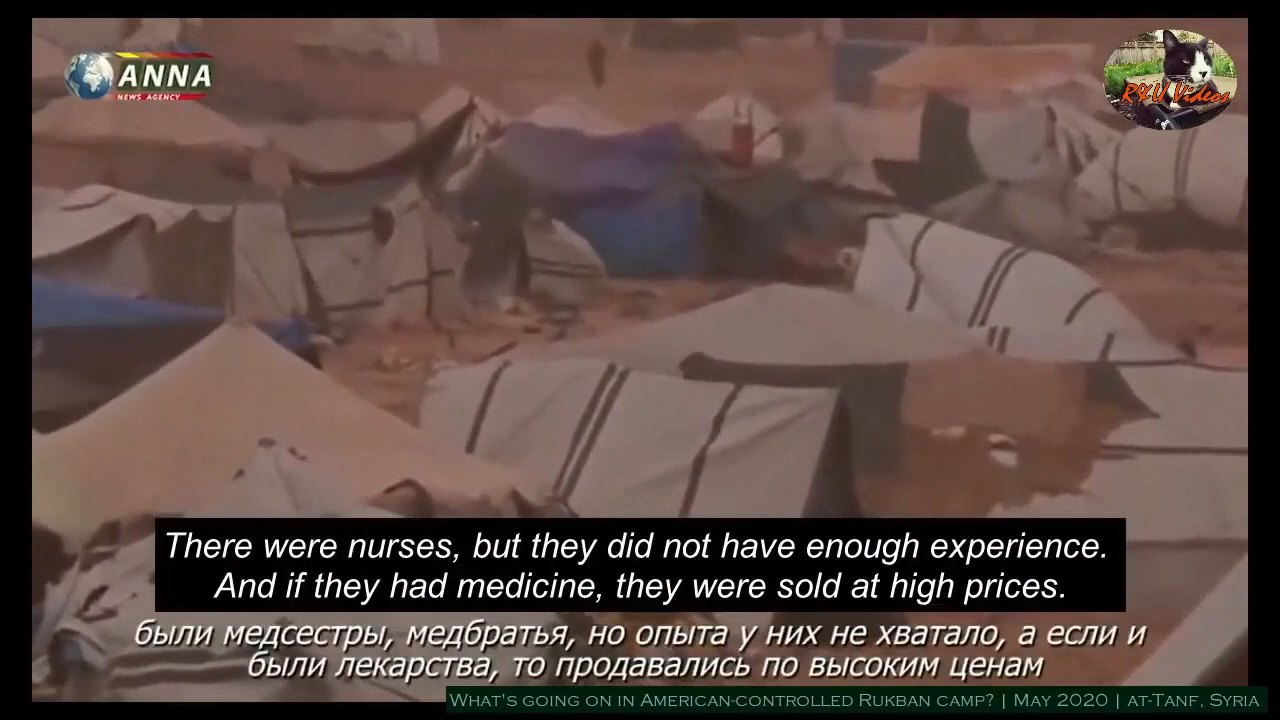 ANNA
NEWS AGENCY
RKU Videos
There were nurses, but they did not have enough experience.
And if they had medicine, they were sold at high prices.
были медсестры, медбратья, но опыта у них не хватало, а если и
были лекарства, то продавались по высоким ценам
What's going on in American-controlled Rukban camp? | May 2020 | at-Tanf, Syria